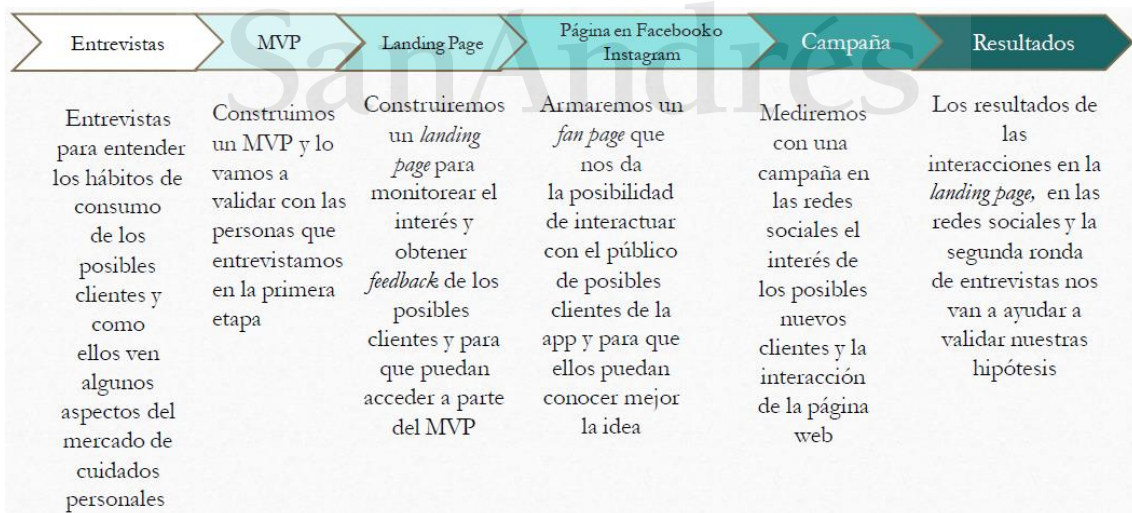 SanAndrés
Entrevistas
MVP
Landing Page
Página en Facebook o
Instagram
Campaña
Resultados
Entrevistas
para entender
los hábitos de
consumo
de los
posibles
clientes y
como
ellos ven
algunos
aspectos del
mercado de
cuidados
personales
Construimos
un MVP y lo
vamos a
validar con las
personas que
entrevistamos
en la primera
etapa
Construiremos
un landing
page para
monitorear el
interés y
obtener
feedback de los
posibles
clientes y para
que puedan
acceder a parte
del MVP
Armaremos un
fan page que
nos da
la posibilidad
de interactuar
con el público
de posibles
clientes de la
app y para que
ellos puedan
conocer mejor
la idea
Mediremos
con una
campaña en
las redes
sociales el
interés de
los posibles
nuevos
clientes y la
interacción
de la página
web
Los resultados de
las
interacciones en la
landing page, en las
redes sociales y la
segunda ronda
de entrevistas nos
van a ayudar a
validar nuestras
hipótesis